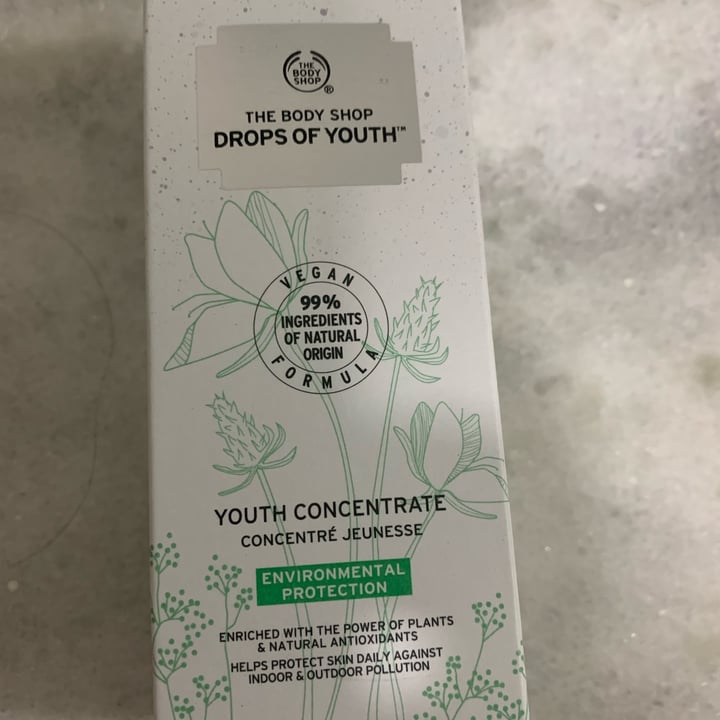 THE
BODY
SHOP
®
THE BODY SHOP
DROPS OF YOUTH™
VEGAN
99%
INGREDIENTS
OF NATURAL
ORIGIN
FORMULA
YOUTH CONCENTRATE
CONCENTRÉ JEUNESSE
ENVIRONMENTAL
PROTECTION
ENRICHED WITH THE POWER OF PLANTS
& NATURAL ANTIOXIDANTS
HELPS PROTECT SKIN DAILY AGAINST
INDOOR & OUTDOOR POLLUTION